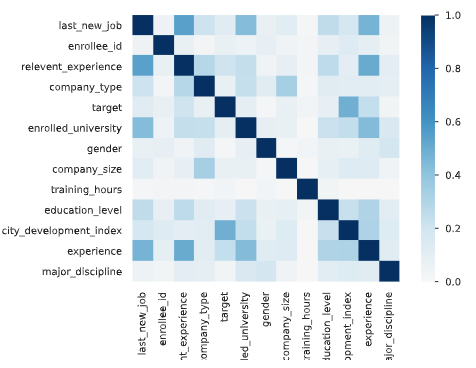 last_new_job
enrollee_id
relevent_experience
company_type
target
enrolled_university
gender
company_size
training_hours
education_level
city_development_index
experience
major_discipline
1.0
0.8
0.6
0.4
0.2
0.0
last_new_job
enrollee_id
nt_experience
company_type
target
led_university
gender
company_size
raining_hours
ducation_level
opment_index
experience
ajor_discipline